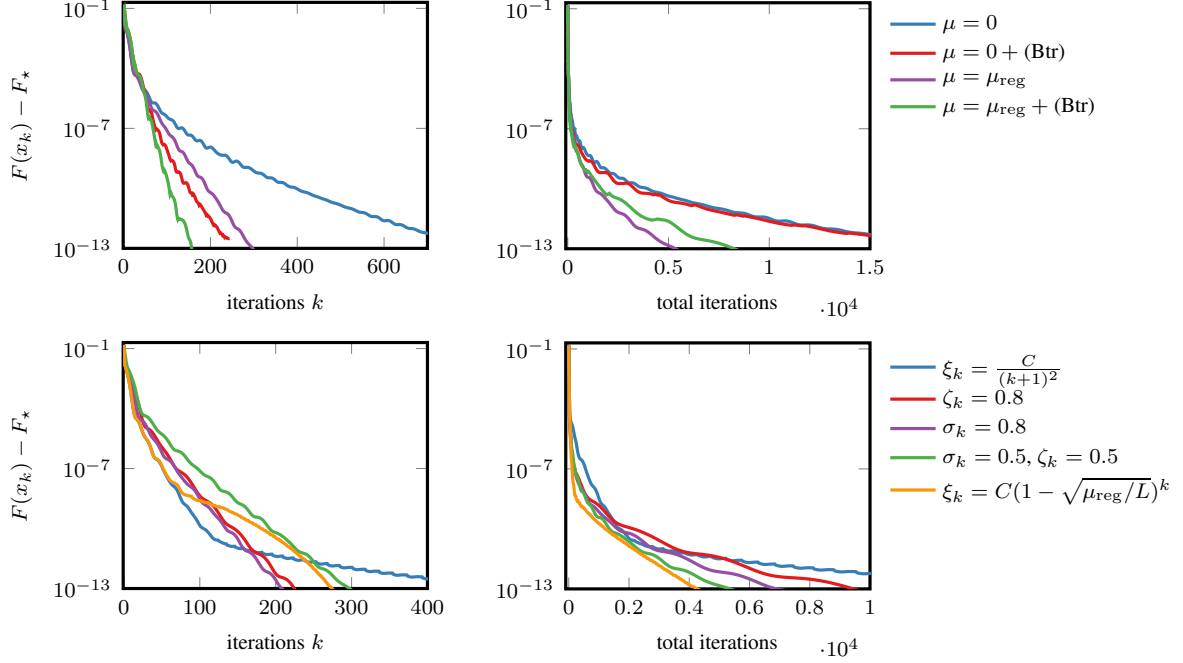 10^{-1}
10^{-7}
10^{-13}
F(x_k) − F_⋆
0 200 400 600
iterations k
0 0.5 1 1.5
total iterations
·10^4
μ = 0
μ = 0 + (Btr)
μ = μ_reg
μ = μ_reg + (Btr)
10^{-1}
10^{-7}
10^{-13}
10^{-1}
10^{-7}
10^{-13}
F(x_k) − F_⋆
0 100 200 300 400
iterations k
10^{-1}
10^{-7}
10^{-13}
0 0.2 0.4 0.6 0.8 1
total iterations
·10^4
ξ_k = \frac{C}{(k+1)^2}
ζ_k = 0.8
σ_k = 0.8
σ_k = 0.5, ζ_k = 0.5
ξ_k = C(1 − √(μ_reg/L))^k